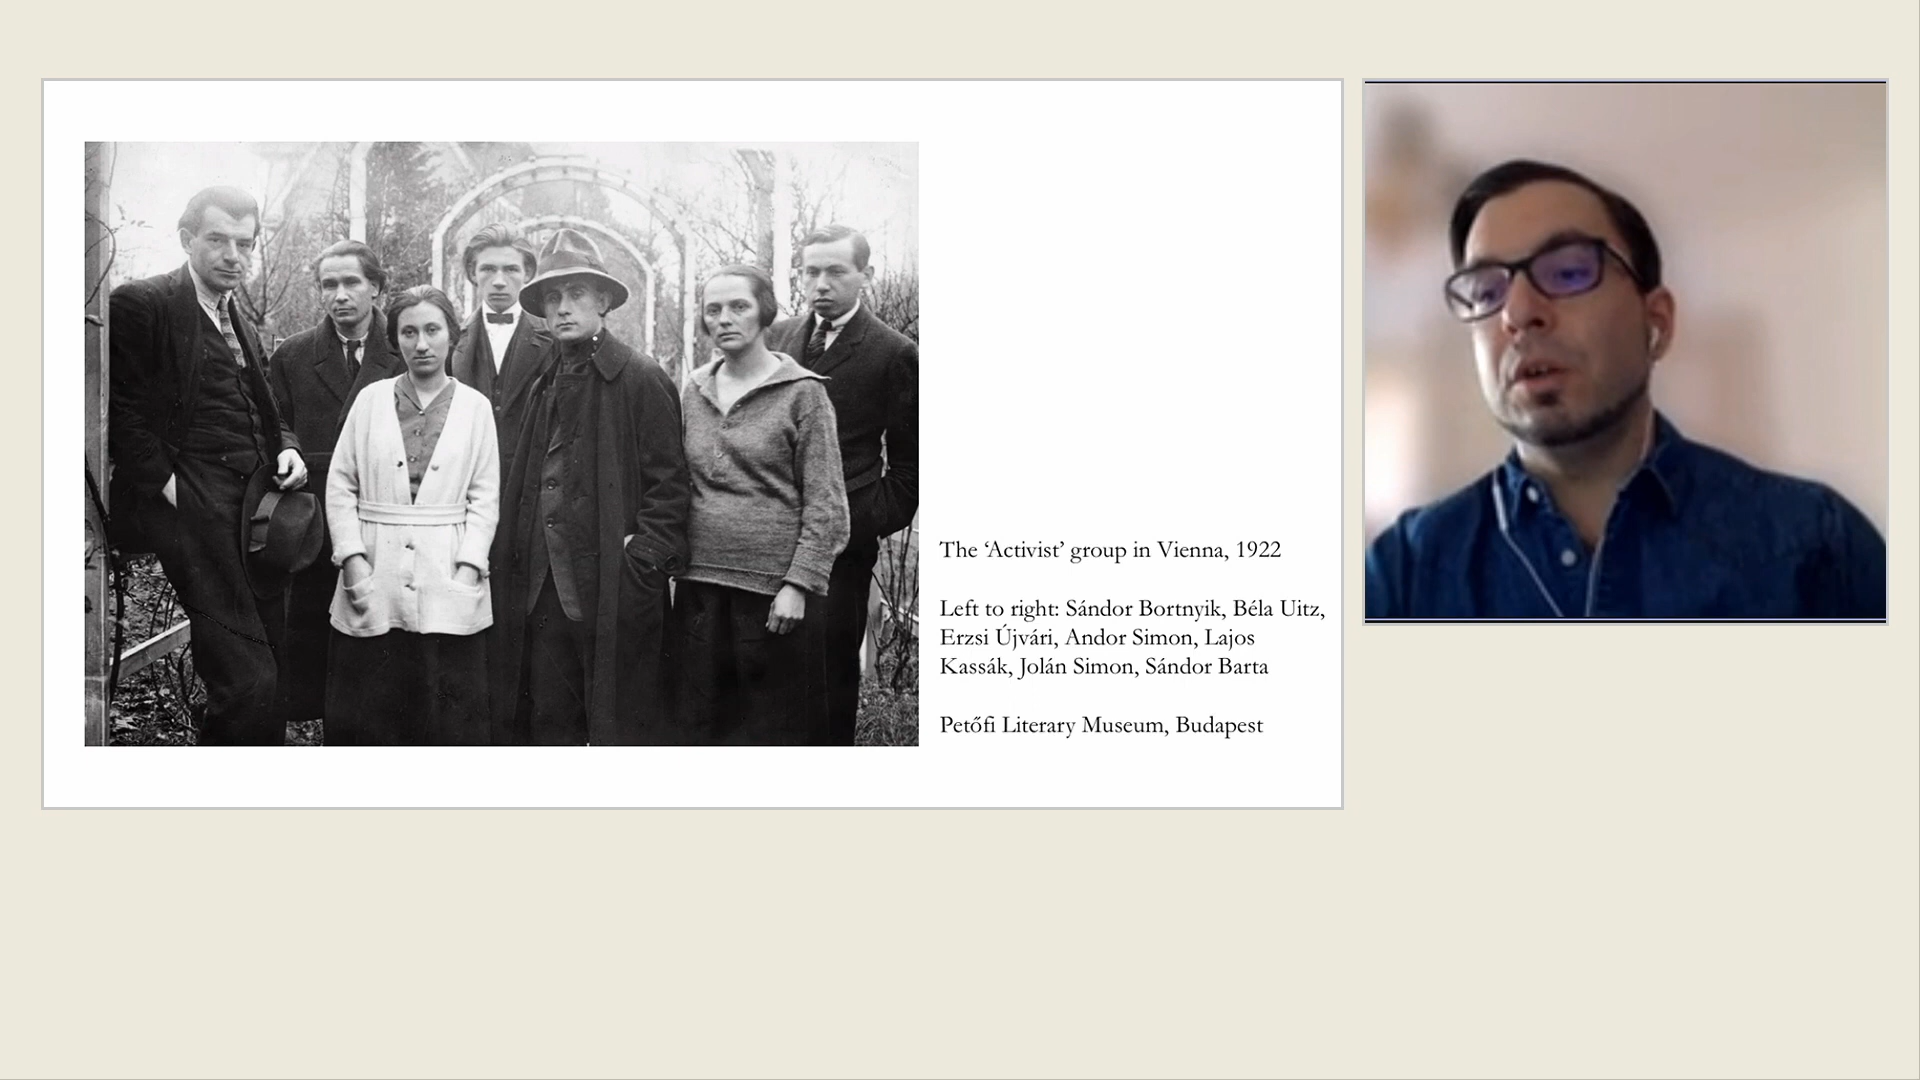 The ‘Activist’ group in Vienna, 1922
Left to right: Sándor Bortnyik, Béla Uitz,
Erzsi Újvári, Andor Simon, Lajos
Kassák, Jolán Simon, Sándor Barta
Petőfi Literary Museum, Budapest